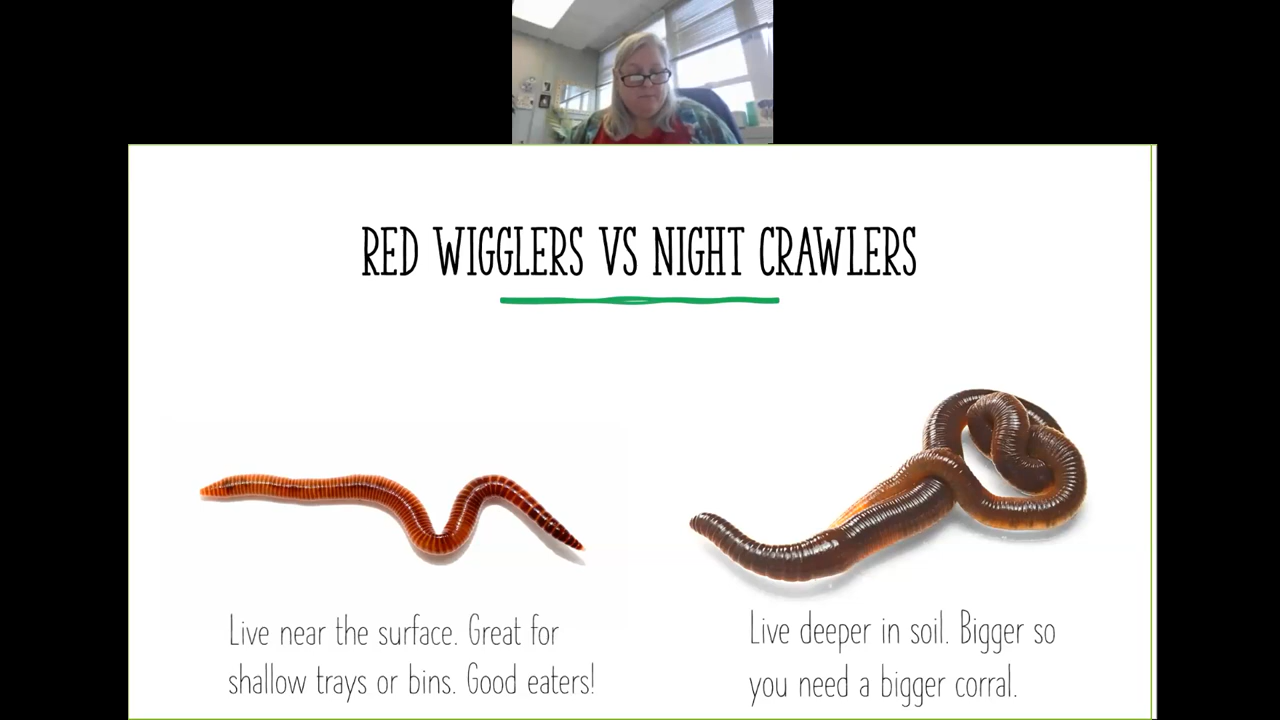 RED WIGGLERS VS NIGHT CRAWLERS
Live near the surface. Great for
shallow trays or bins. Good eaters!
Live deeper in soil. Bigger so
you need a bigger corral.